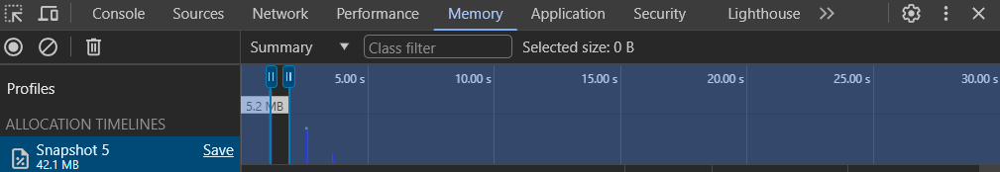 Console Sources Network Performance Memory Application Security Lighthouse
Summary ▼ Class filter Selected size: 0 B
Profiles
5.00 s 10.00 s 15.00 s 20.00 s 25.00 s 30.00 s
5.2 MB
ALLOCATION TIMELINES
Snapshot 5 Save
42.1 MB